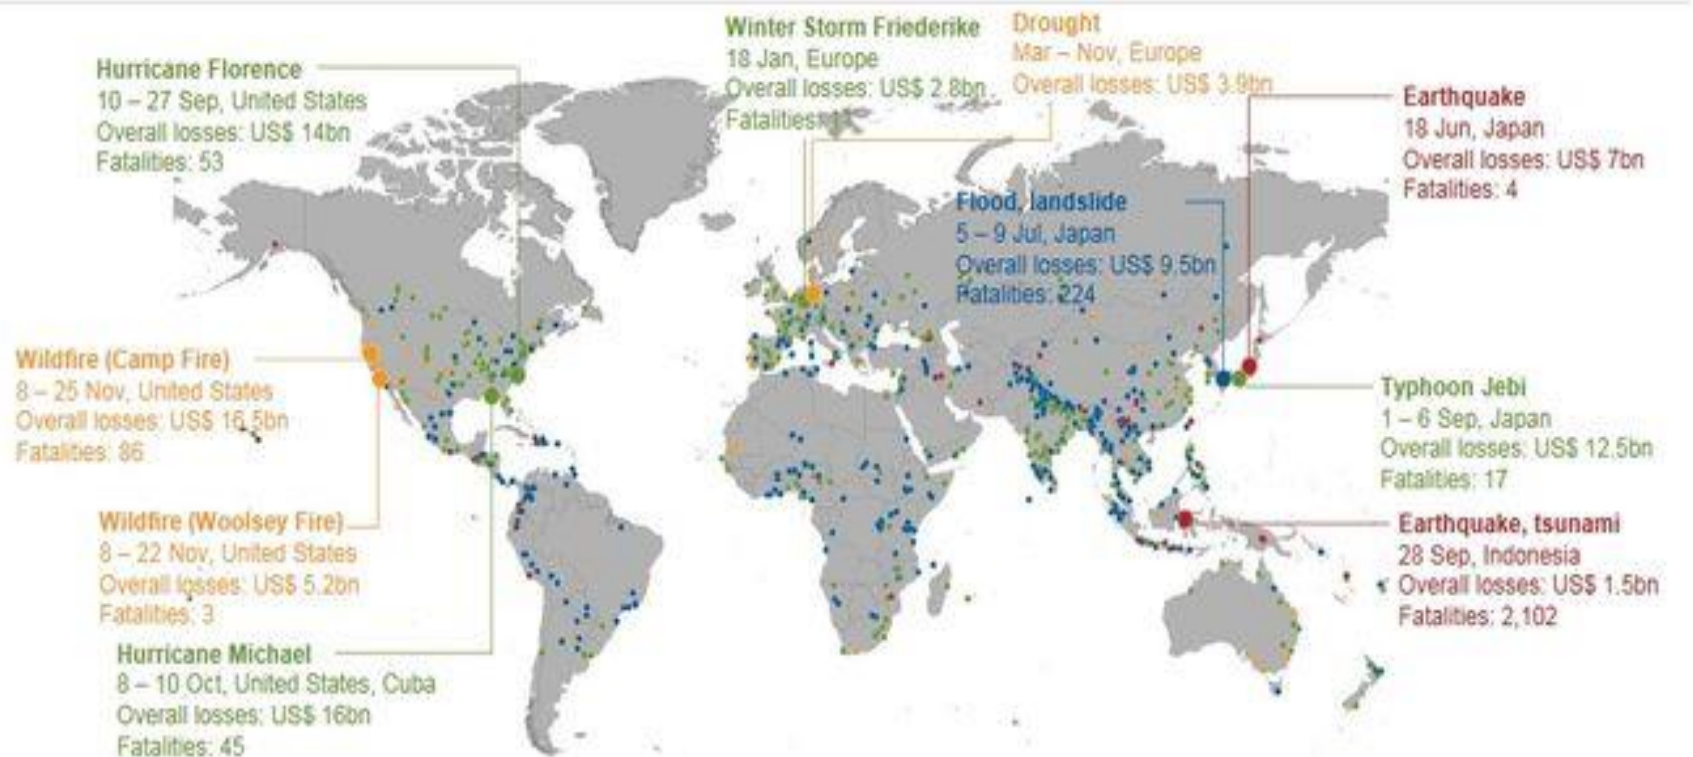 Winter Storm Friederike
18 Jan, Europe
Overall losses: US$ 2.8bn
Fatalities:
Drought
Mar – Nov, Europe
Overall losses: US$ 3.9bn
Hurricane Florence
10 – 27 Sep, United States
Overall losses: US$ 14bn
Fatalities: 53
Earthquake
18 Jun, Japan
Overall losses: US$ 7bn
Fatalities: 4
Flood, landslide
5 – 9 Jul, Japan
Overall losses: US$ 9.5bn
Fatalities: 224
Wildfire (Camp Fire)
8 – 25 Nov, United States
Overall losses: US$ 16.5bn
Fatalities: 86
Typhoon Jebi
1 – 6 Sep, Japan
Overall losses: US$ 12.5bn
Fatalities: 17
Wildfire (Woolsey Fire)
8 – 22 Nov, United States
Overall losses: US$ 5.2bn
Fatalities: 3
Earthquake, tsunami
28 Sep, Indonesia
Overall losses: US$ 1.5bn
Fatalities: 2,102
Hurricane Michael
8 – 10 Oct, United States, Cuba
Overall losses: US$ 16bn
Fatalities: 45